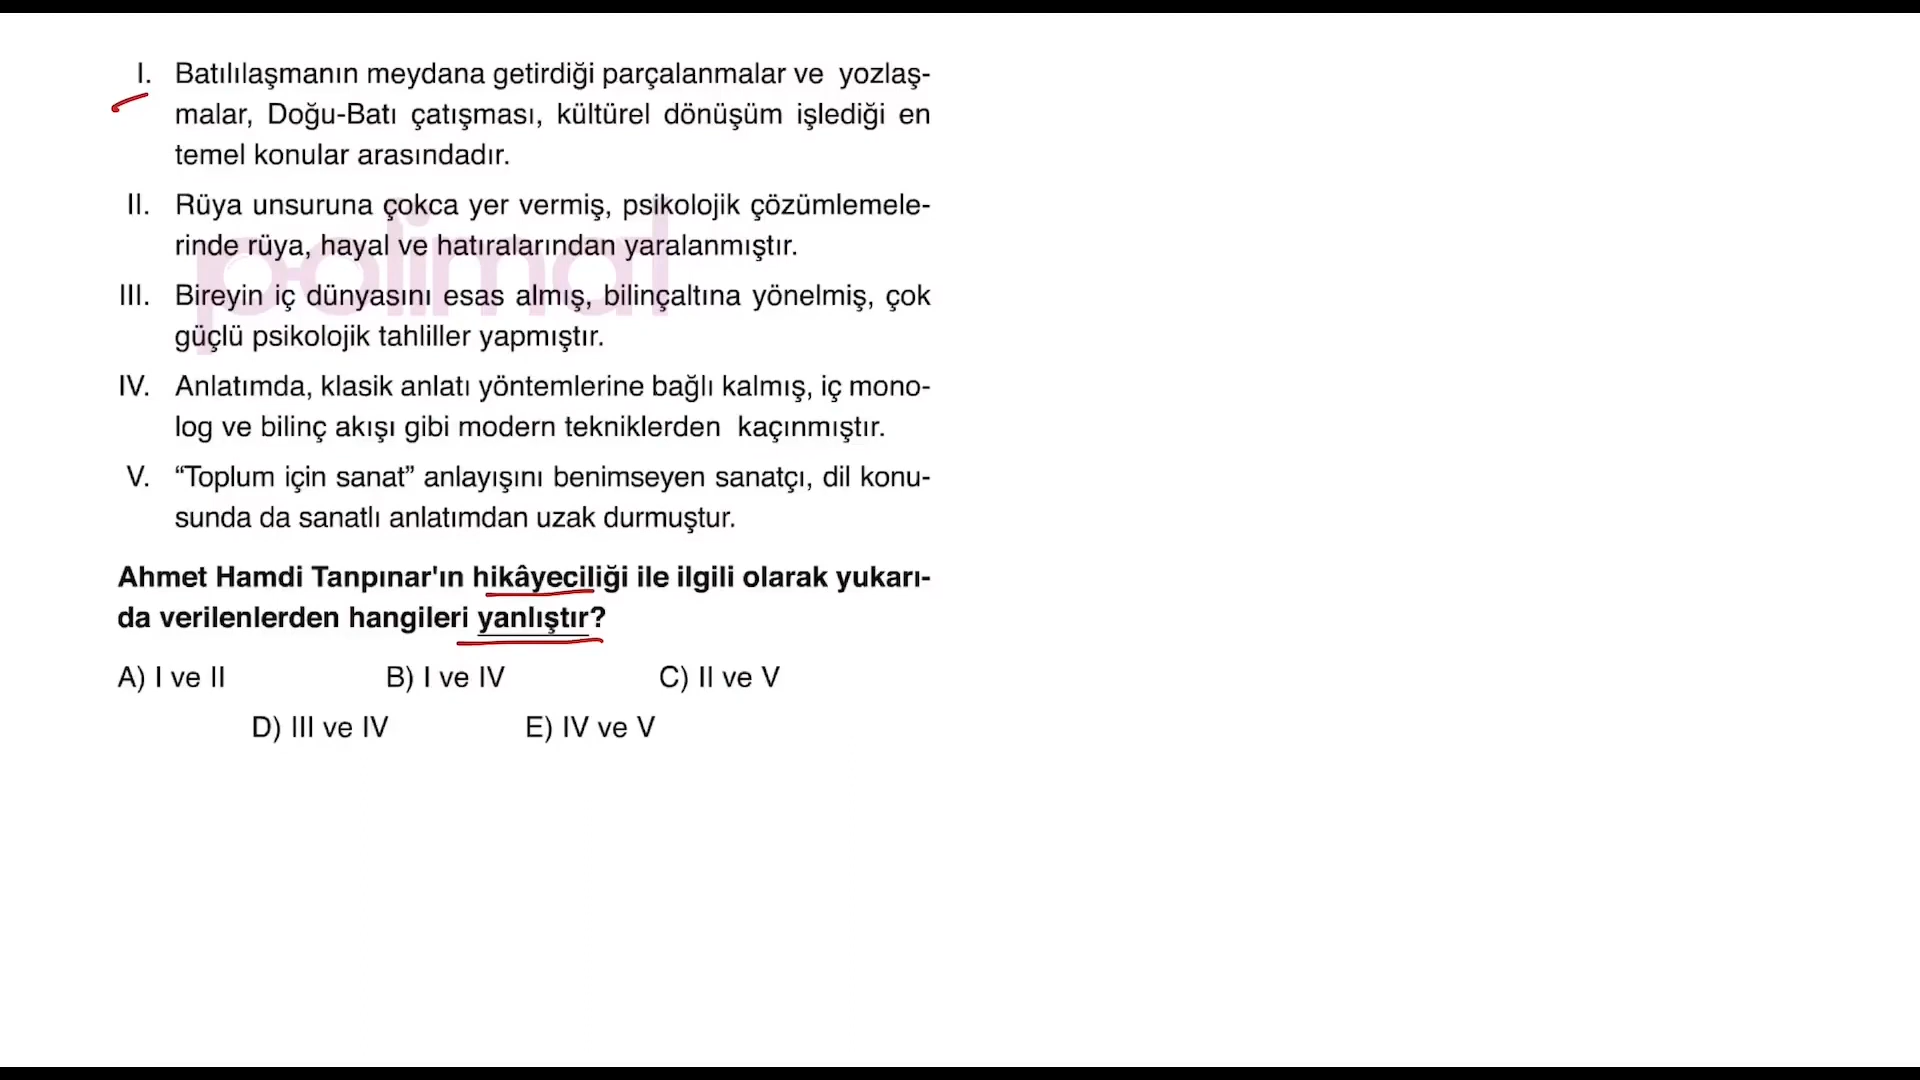 I. Batılılaşmanın meydana getirdiği parçalanmalar ve yozlaş-
malar, Doğu-Batı çatışması, kültürel dönüşüm işlediği en
temel konular arasındadır.
II. Rüya unsuruna çokca yer vermiş, psikolojik çözümlemele-
rinde rüya, hayal ve hatıralarından yaralanmıştır.
polimal
III. Bireyin iç dünyasını esas almış, bilinçaltına yönelmiş, çok
güçlü psikolojik tahliller yapmıştır.
IV. Anlatımda, klasik anlatı yöntemlerine bağlı kalmış, iç mono-
log ve bilinç akışı gibi modern tekniklerden kaçınmıştır.
V. “Toplum için sanat” anlayışını benimseyen sanatçı, dil konu-
sunda da sanatlı anlatımdan uzak durmuştur.
Ahmet Hamdi Tanpınar'ın hikâyeciliği ile ilgili olarak yukarı-
da verilenlerden hangileri yanlıştır?
A) I ve II B) I ve IV C) II ve V
D) III ve IV E) IV ve V